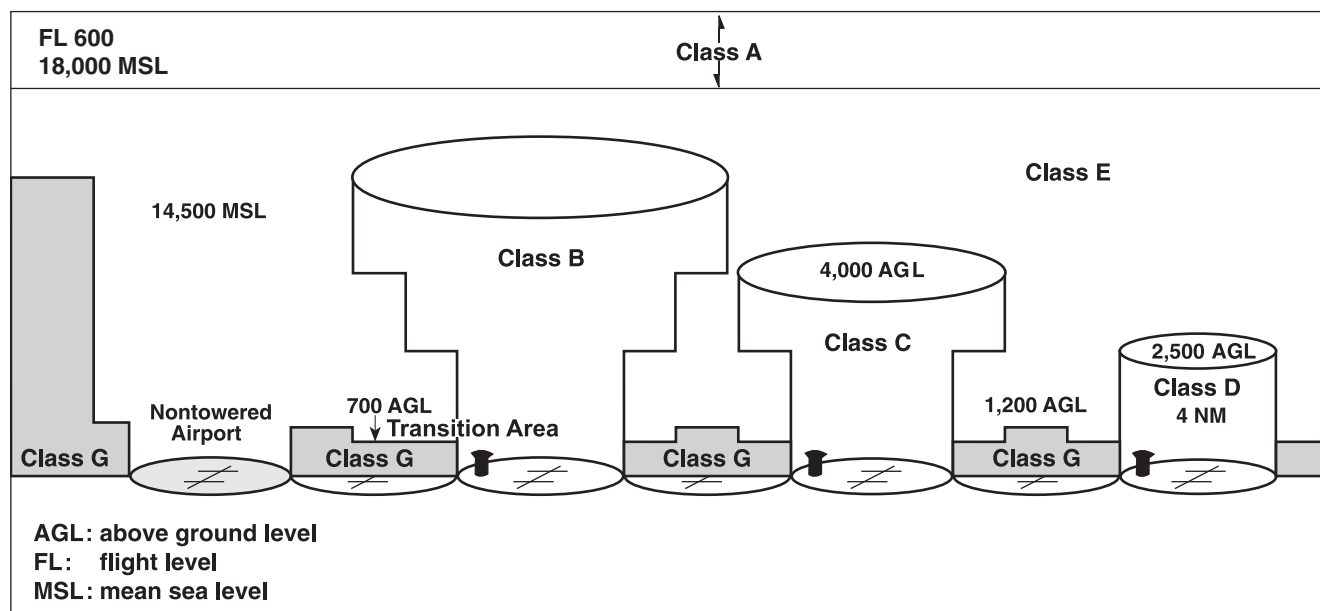 FL 600
18,000 MSL
Class A
Class E
14,500 MSL
Class B
4,000 AGL
Class C
2,500 AGL
Class D
4 NM
Nontowered
Airport
700 AGL
Transition Area
1,200 AGL
Class G
Class G
Class G
Class G
AGL: above ground level
FL: flight level
MSL: mean sea level